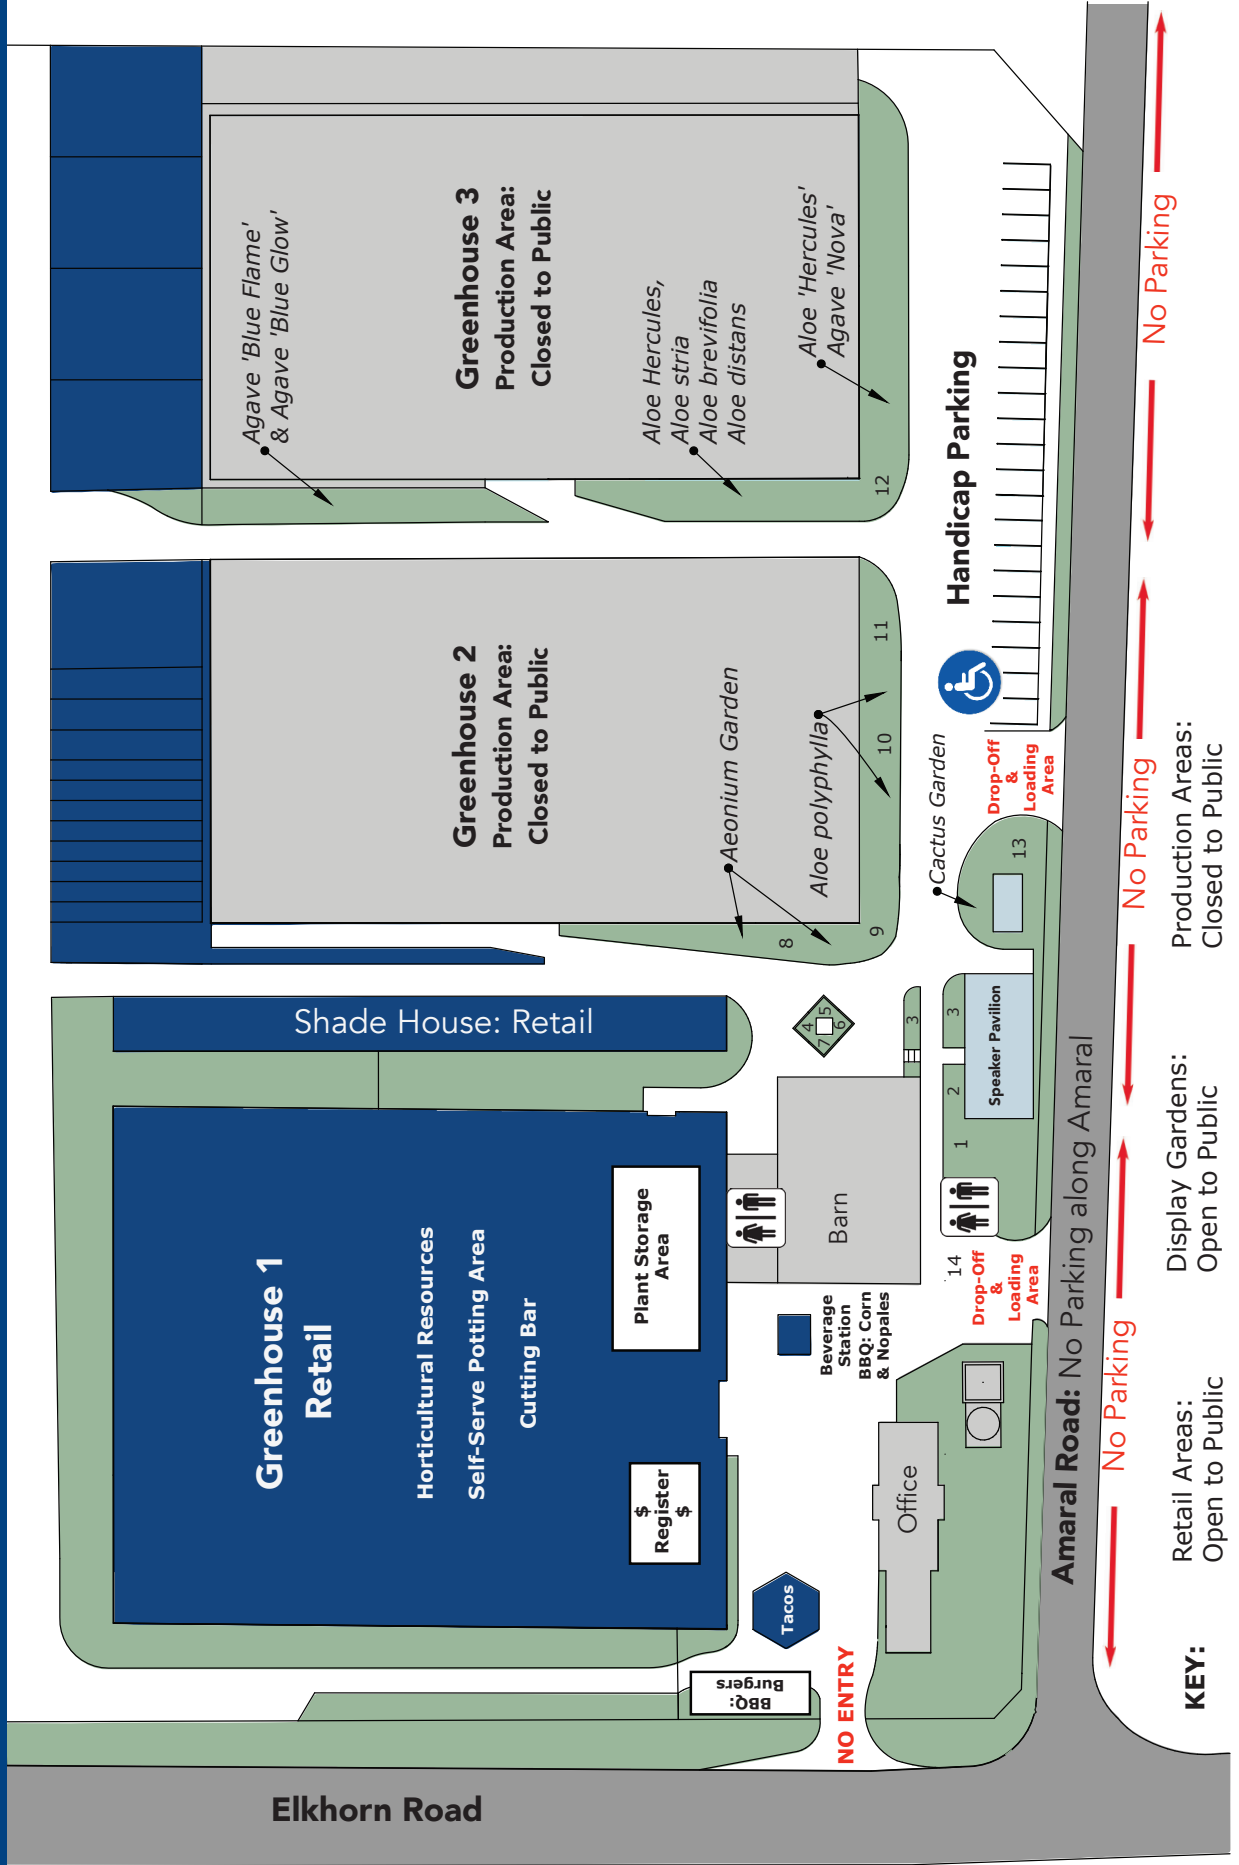 Elkhorn Road
Greenhouse 1
Retail
Horticultural Resources
Self-Serve Potting Area
Cutting Bar
$
Register
$
Plant Storage
Area
Shade House: Retail
Greenhouse 2
Production Area:
Closed to Public
Aeonium Garden
Aloe polyphylla
Greenhouse 3
Production Area:
Closed to Public
Agave 'Blue Flame'
& Agave 'Blue Glow'
Aloe Hercules,
Aloe stria
Aloe brevifolia
Aloe distans
Aloe 'Hercules'
Agave 'Nova'
BBQ:
Burgers
Tacos
NO ENTRY
Beverage
Station
BBQ: Corn
& Nopales
Barn
Office
4
5
7
6
3
8
9
10
11
12
14
1
2
3
Speaker Pavilion
Cactus Garden
13
Drop-Off
&
Loading
Area
Drop-Off
&
Loading
Area
Handicap Parking
Amaral Road: No Parking along Amaral
No Parking
No Parking
No Parking
KEY:
Retail Areas:
Open to Public
Display Gardens:
Open to Public
Production Areas:
Closed to Public